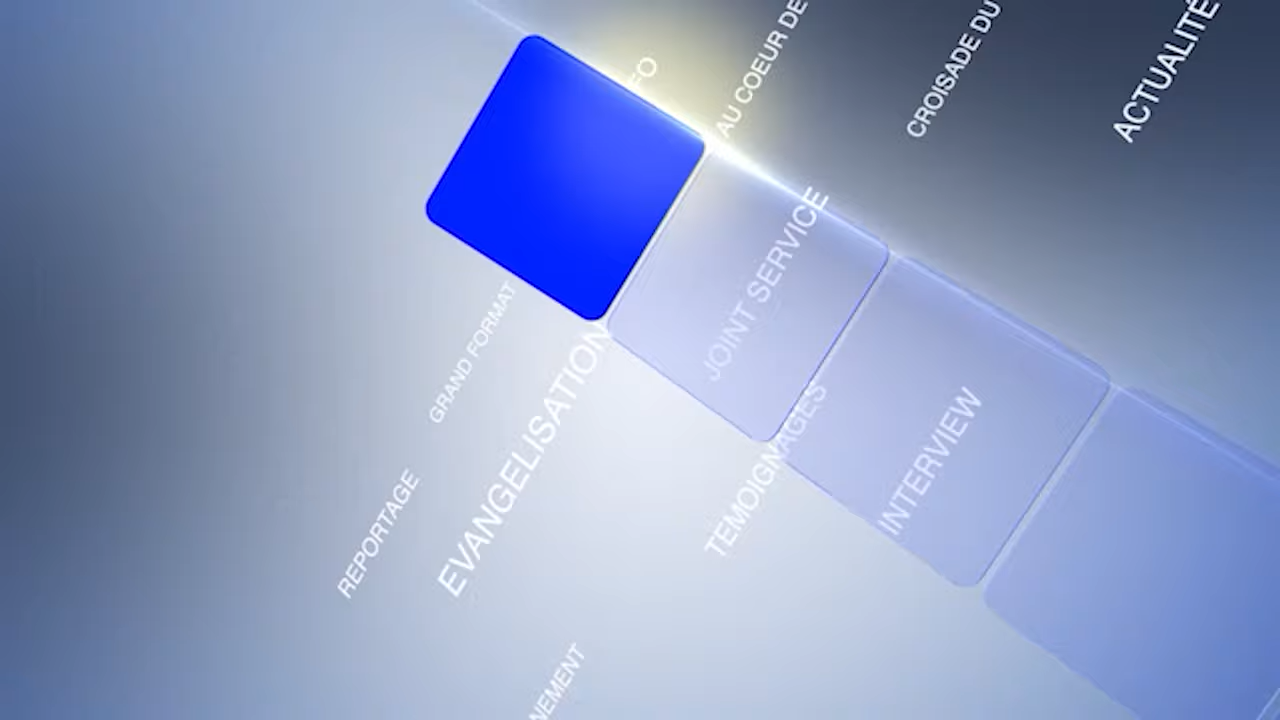 AU COEUR DE
CROISADE DU
ACTUALITÉ
JOINT SERVICE
GRAND FORMAT
EVANGELISATION
TEMOIGNAGES
INTERVIEW
REPORTAGE